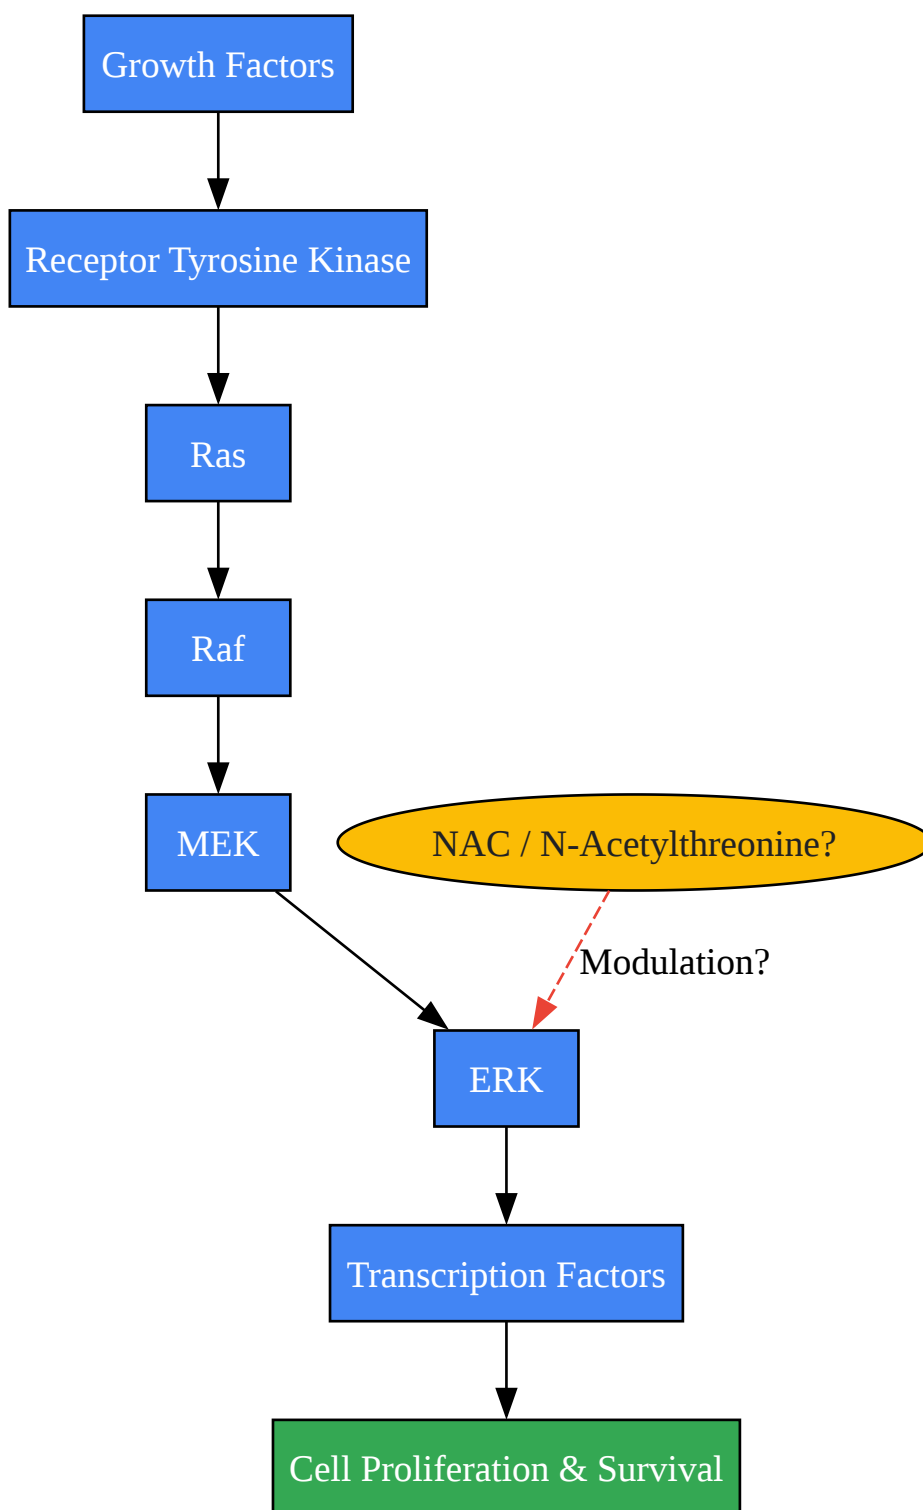 Growth Factors
Receptor Tyrosine Kinase
Ras
Raf
MEK
NAC / N-Acetylthreonine?
Modulation?
ERK
Transcription Factors
Cell Proliferation & Survival